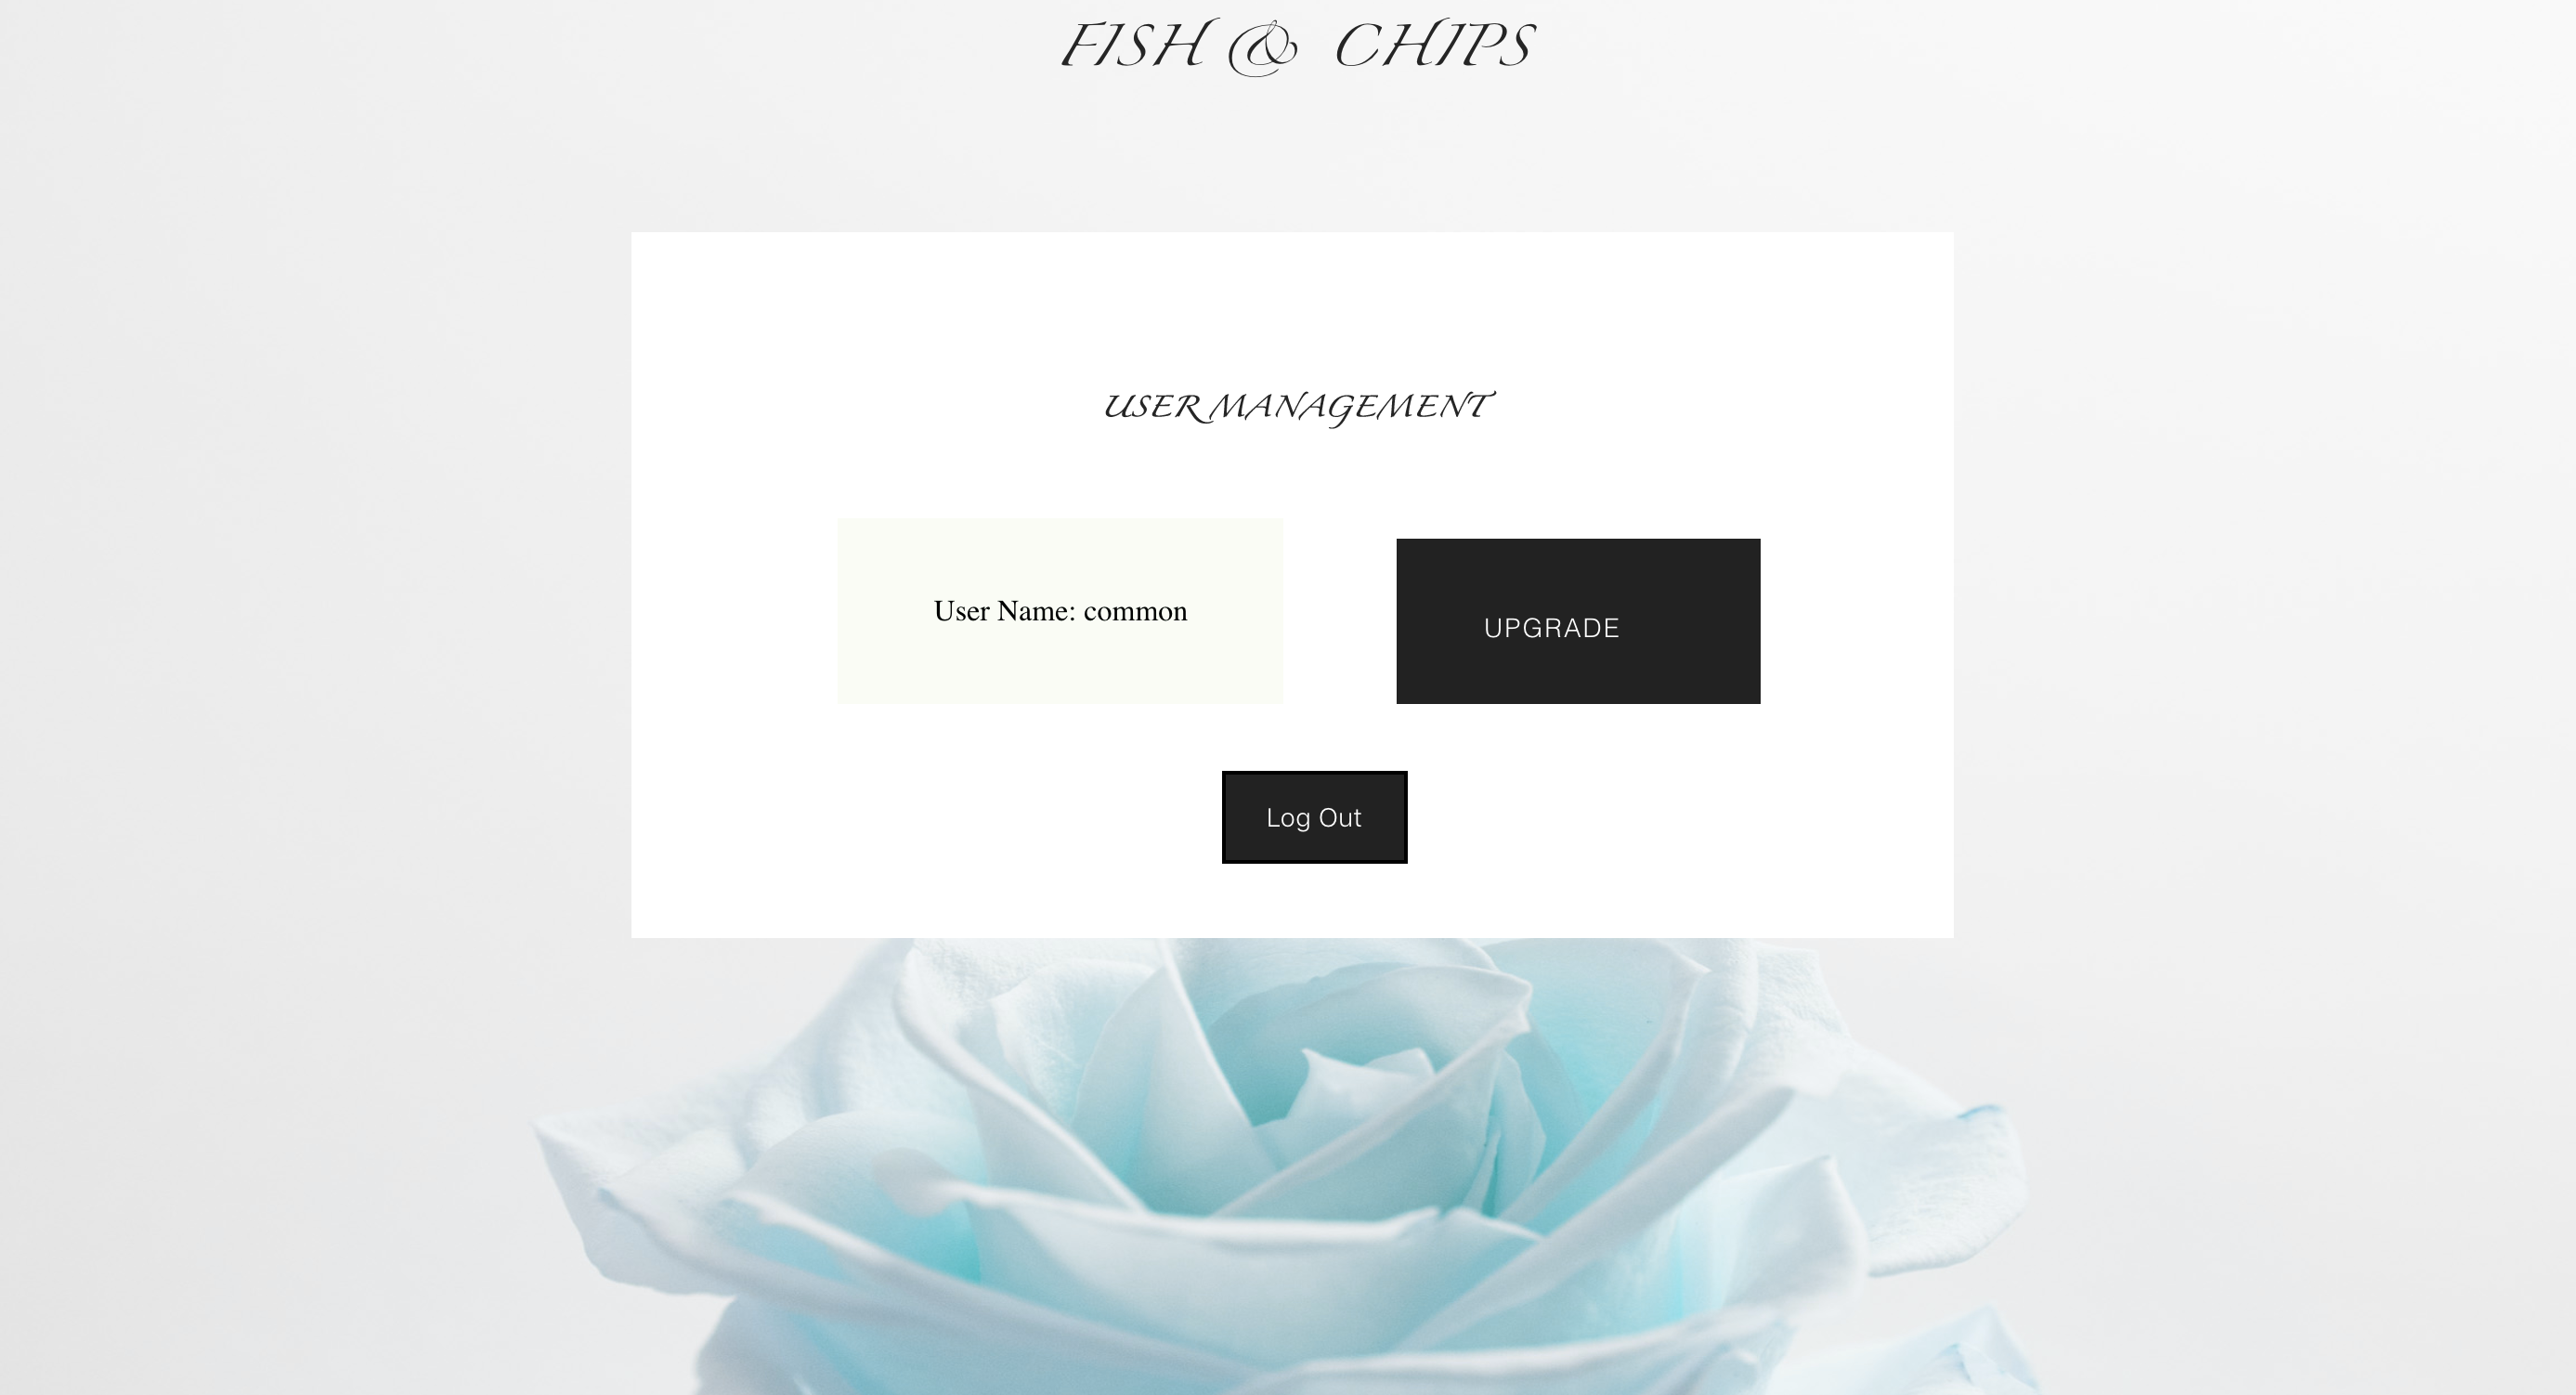 FISH & CHIPS
USER MANAGEMENT
User Name: common
UPGRADE
Log Out